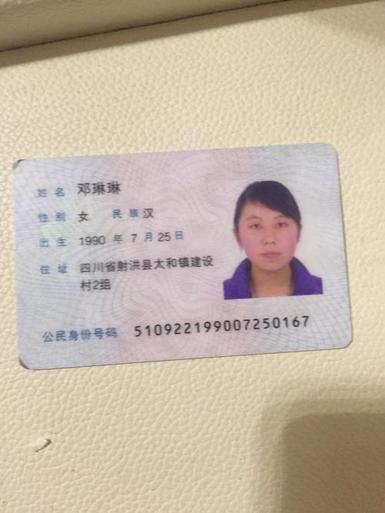 姓名 邓琳琳
性别 女 民族 汉
出生 1990 年 7 月 25 日
住址 四川省射洪县太和镇建设
村2组
公民身份号码 510922199007250167